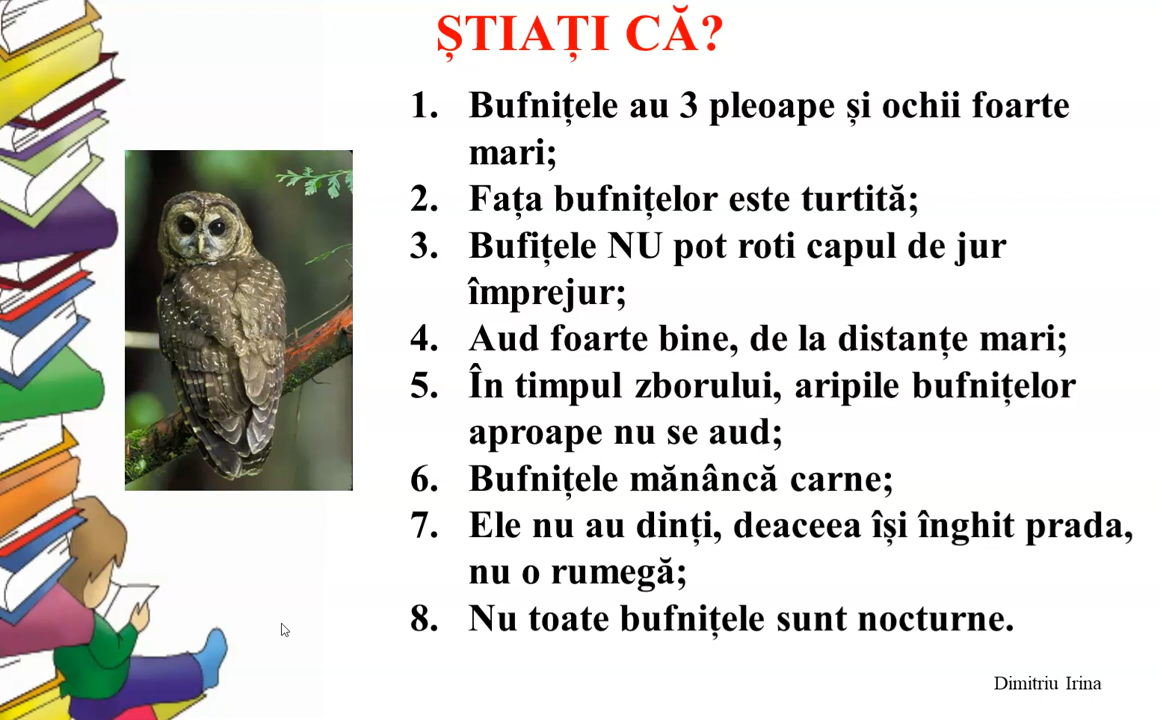 ȘTIAȚI CĂ?
1. Bufnițele au 3 pleoape și ochii foarte
mari;
2. Fața bufnițelor este turtită;
3. Bufițele NU pot roti capul de jur
împrejur;
4. Aud foarte bine, de la distanțe mari;
5. În timpul zborului, aripile bufnițelor
aproape nu se aud;
6. Bufnițele mănâncă carne;
7. Ele nu au dinți, deaceea își înghit prada,
nu o rumegă;
8. Nu toate bufnițele sunt nocturne.
Dimitriu Irina